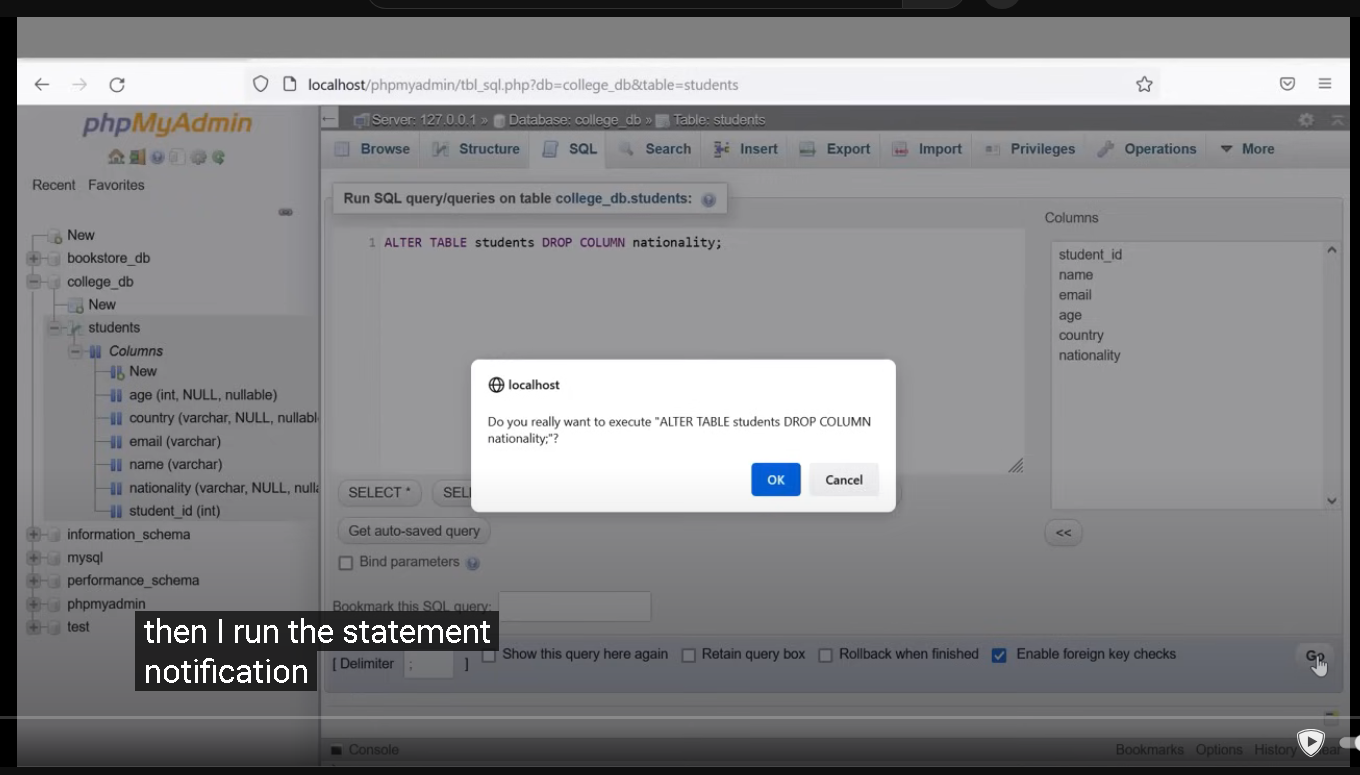 localhost/phpmyadmin/tbl_sql.php?db=college_db&table=students
phpMyAdmin
Recent Favorites
New
bookstore_db
college_db
New
students
Columns
New
age (int, NULL, nullable)
country (varchar, NULL, nullabl
email (varchar)
name (varchar)
nationality (varchar, NULL, nulla
student_id (int)
information_schema
mysql
performance_schema
phpmyadmin
test
Server: 127.0.0.1 » Database: college_db » Table: students
Browse Structure SQL Search Insert Export Import Privileges Operations More
Run SQL query/queries on table college_db.students:
1 ALTER TABLE students DROP COLUMN nationality;
Columns
student_id
name
email
age
country
nationality
localhost
Do you really want to execute "ALTER TABLE students DROP COLUMN
nationality;"?
OK Cancel
SELECT * SEL
Get auto-saved query
<<
Bind parameters
Bookmark this SQL query:
[ Delimiter ; ] Show this query here again Retain query box Rollback when finished Enable foreign key checks Go
then I run the statement
notification
Console Bookmarks Options History